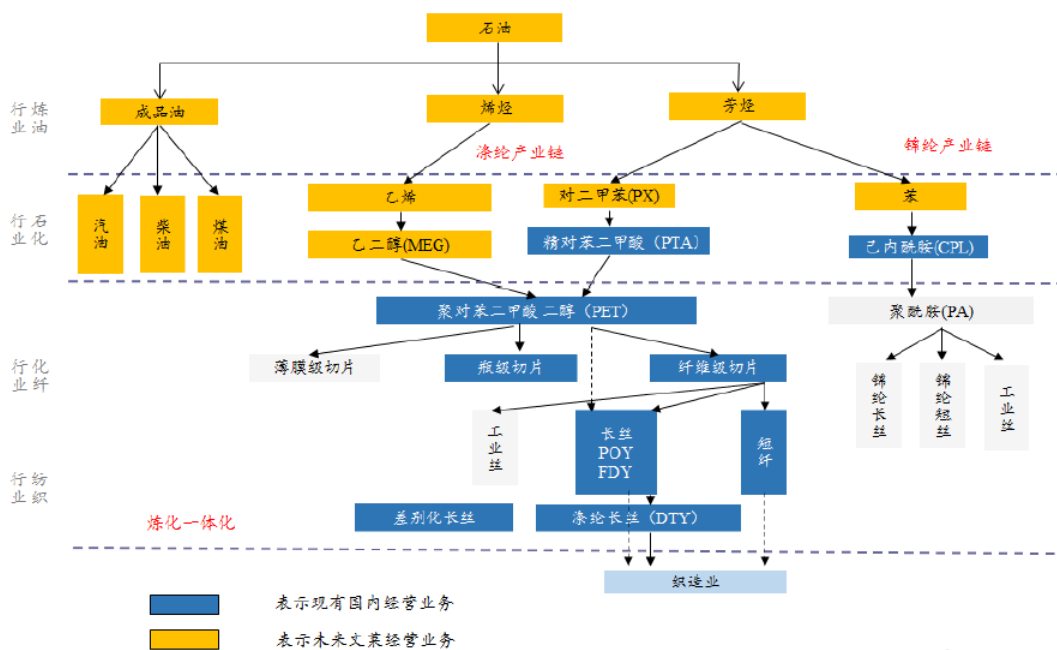 石油
炼油
行业
成品油
烯烃
芳烃
涤纶产业链
锦纶产业链
石化
行业
汽油
柴油
煤油
乙烯
对二甲苯(PX)
苯
乙二醇(MEG)
精对苯二甲酸（PTA）
己内酰胺(CPL)
聚对苯二甲酸二醇（PET）
聚酰胺(PA)
化纤
行业
薄膜级切片
瓶级切片
纤维级切片
锦纶长丝
锦纶短丝
工业丝
工业丝
长丝
POY
FDY
短纤
纺织
行业
炼化一体化
差别化长丝
涤纶长丝（DTY）
织造业
表示现有国内经营业务
表示未来文莱经营业务